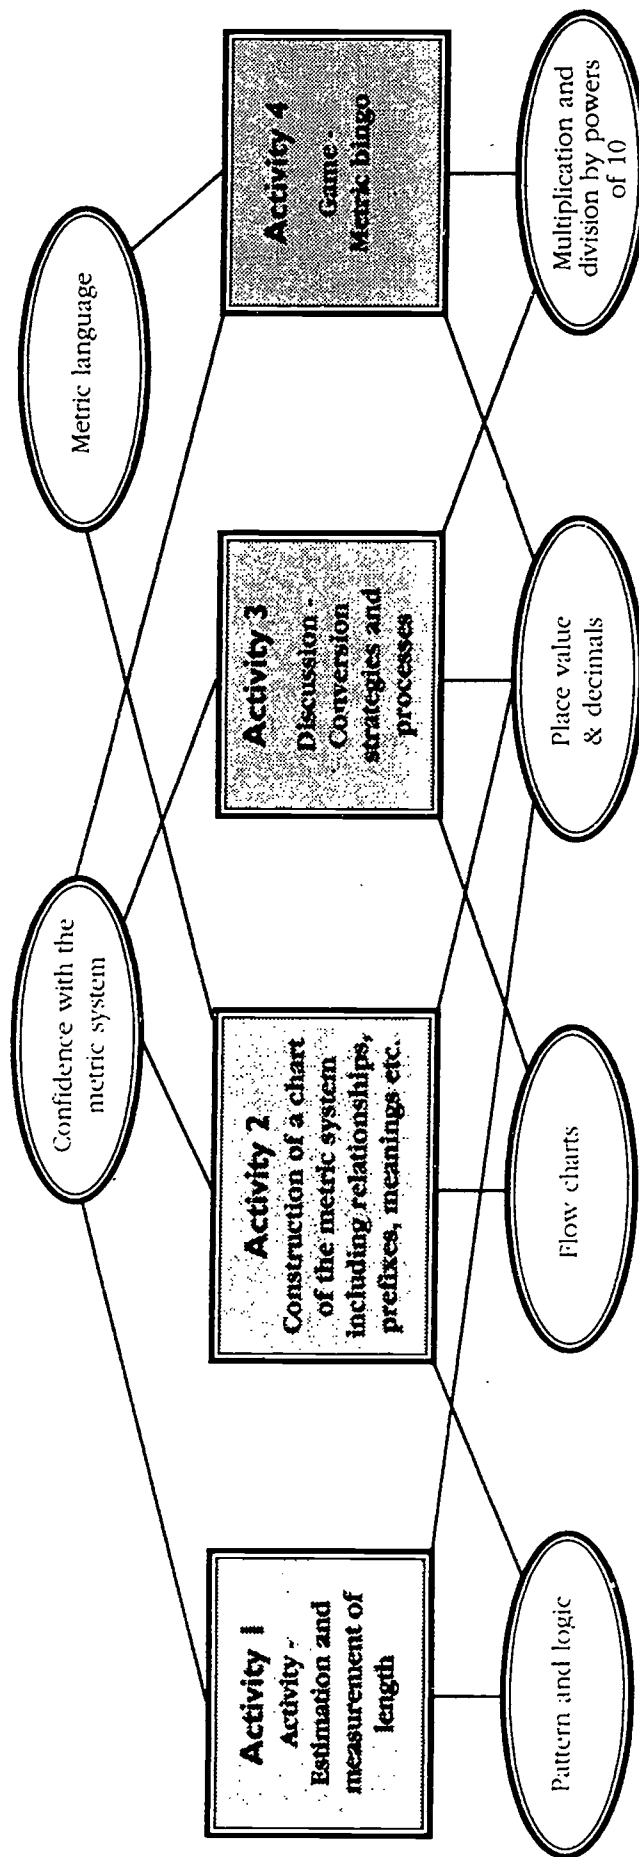 Confidence with the
metric system
Metric language
Activity 1
Activity -
Estimation and
measurement of
length
Activity 2
Construction of a chart
of the metric system
including relationships,
prefixes, meanings etc.
Activity 3
Discussion -
Conversion
strategies and
processes
Activity 4
Game -
Metric bingo
Pattern and logic
Flow charts
Place value
& decimals
Multiplication and
division by powers
of 10